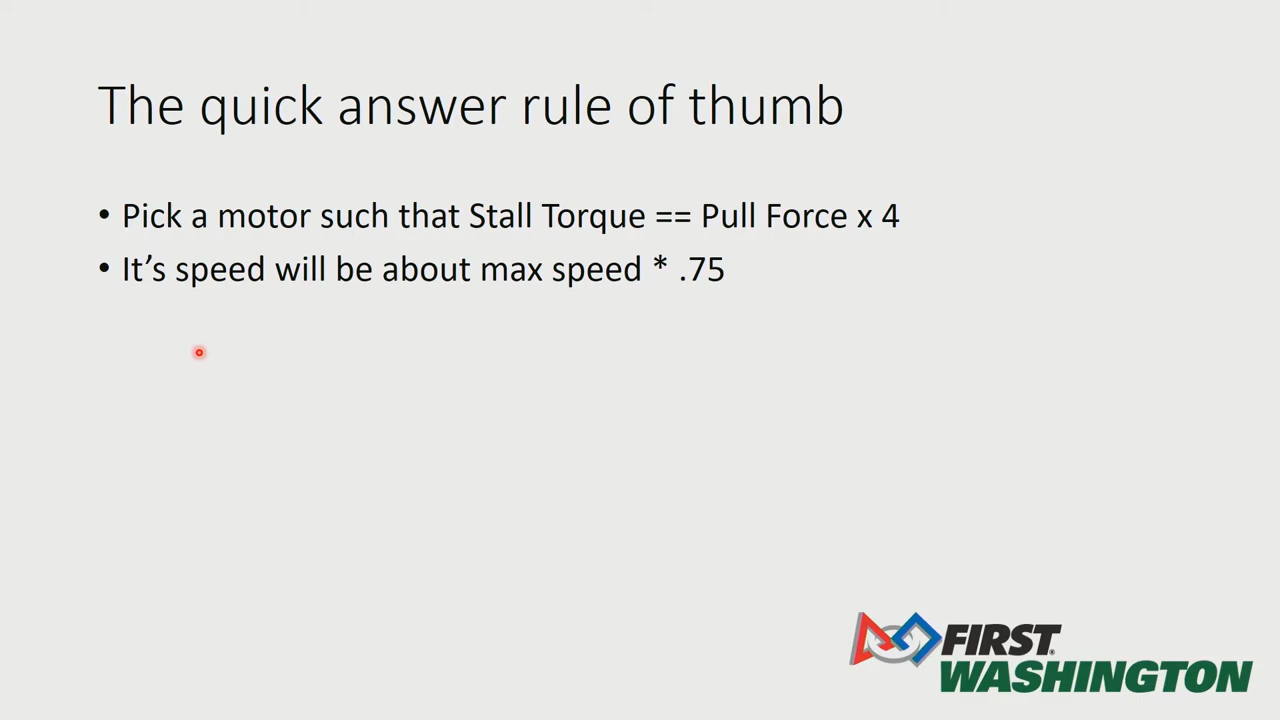 The quick answer rule of thumb
• Pick a motor such that Stall Torque == Pull Force x 4
• It’s speed will be about max speed * .75
FIRST®
WASHINGTON